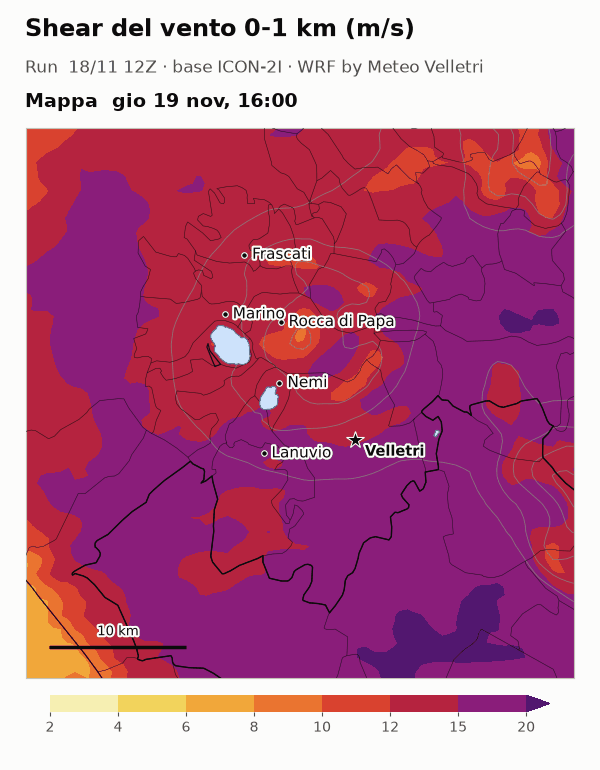 Shear del vento 0-1 km (m/s)
Run  18/11 12Z · base ICON-2I · WRF by Meteo Velletri
Mappa  gio 19 nov, 16:00
Frascati
Marino
Rocca di Papa
Nemi
Velletri
Lanuvio
10 km
2 4 6 8 10 12 15 20